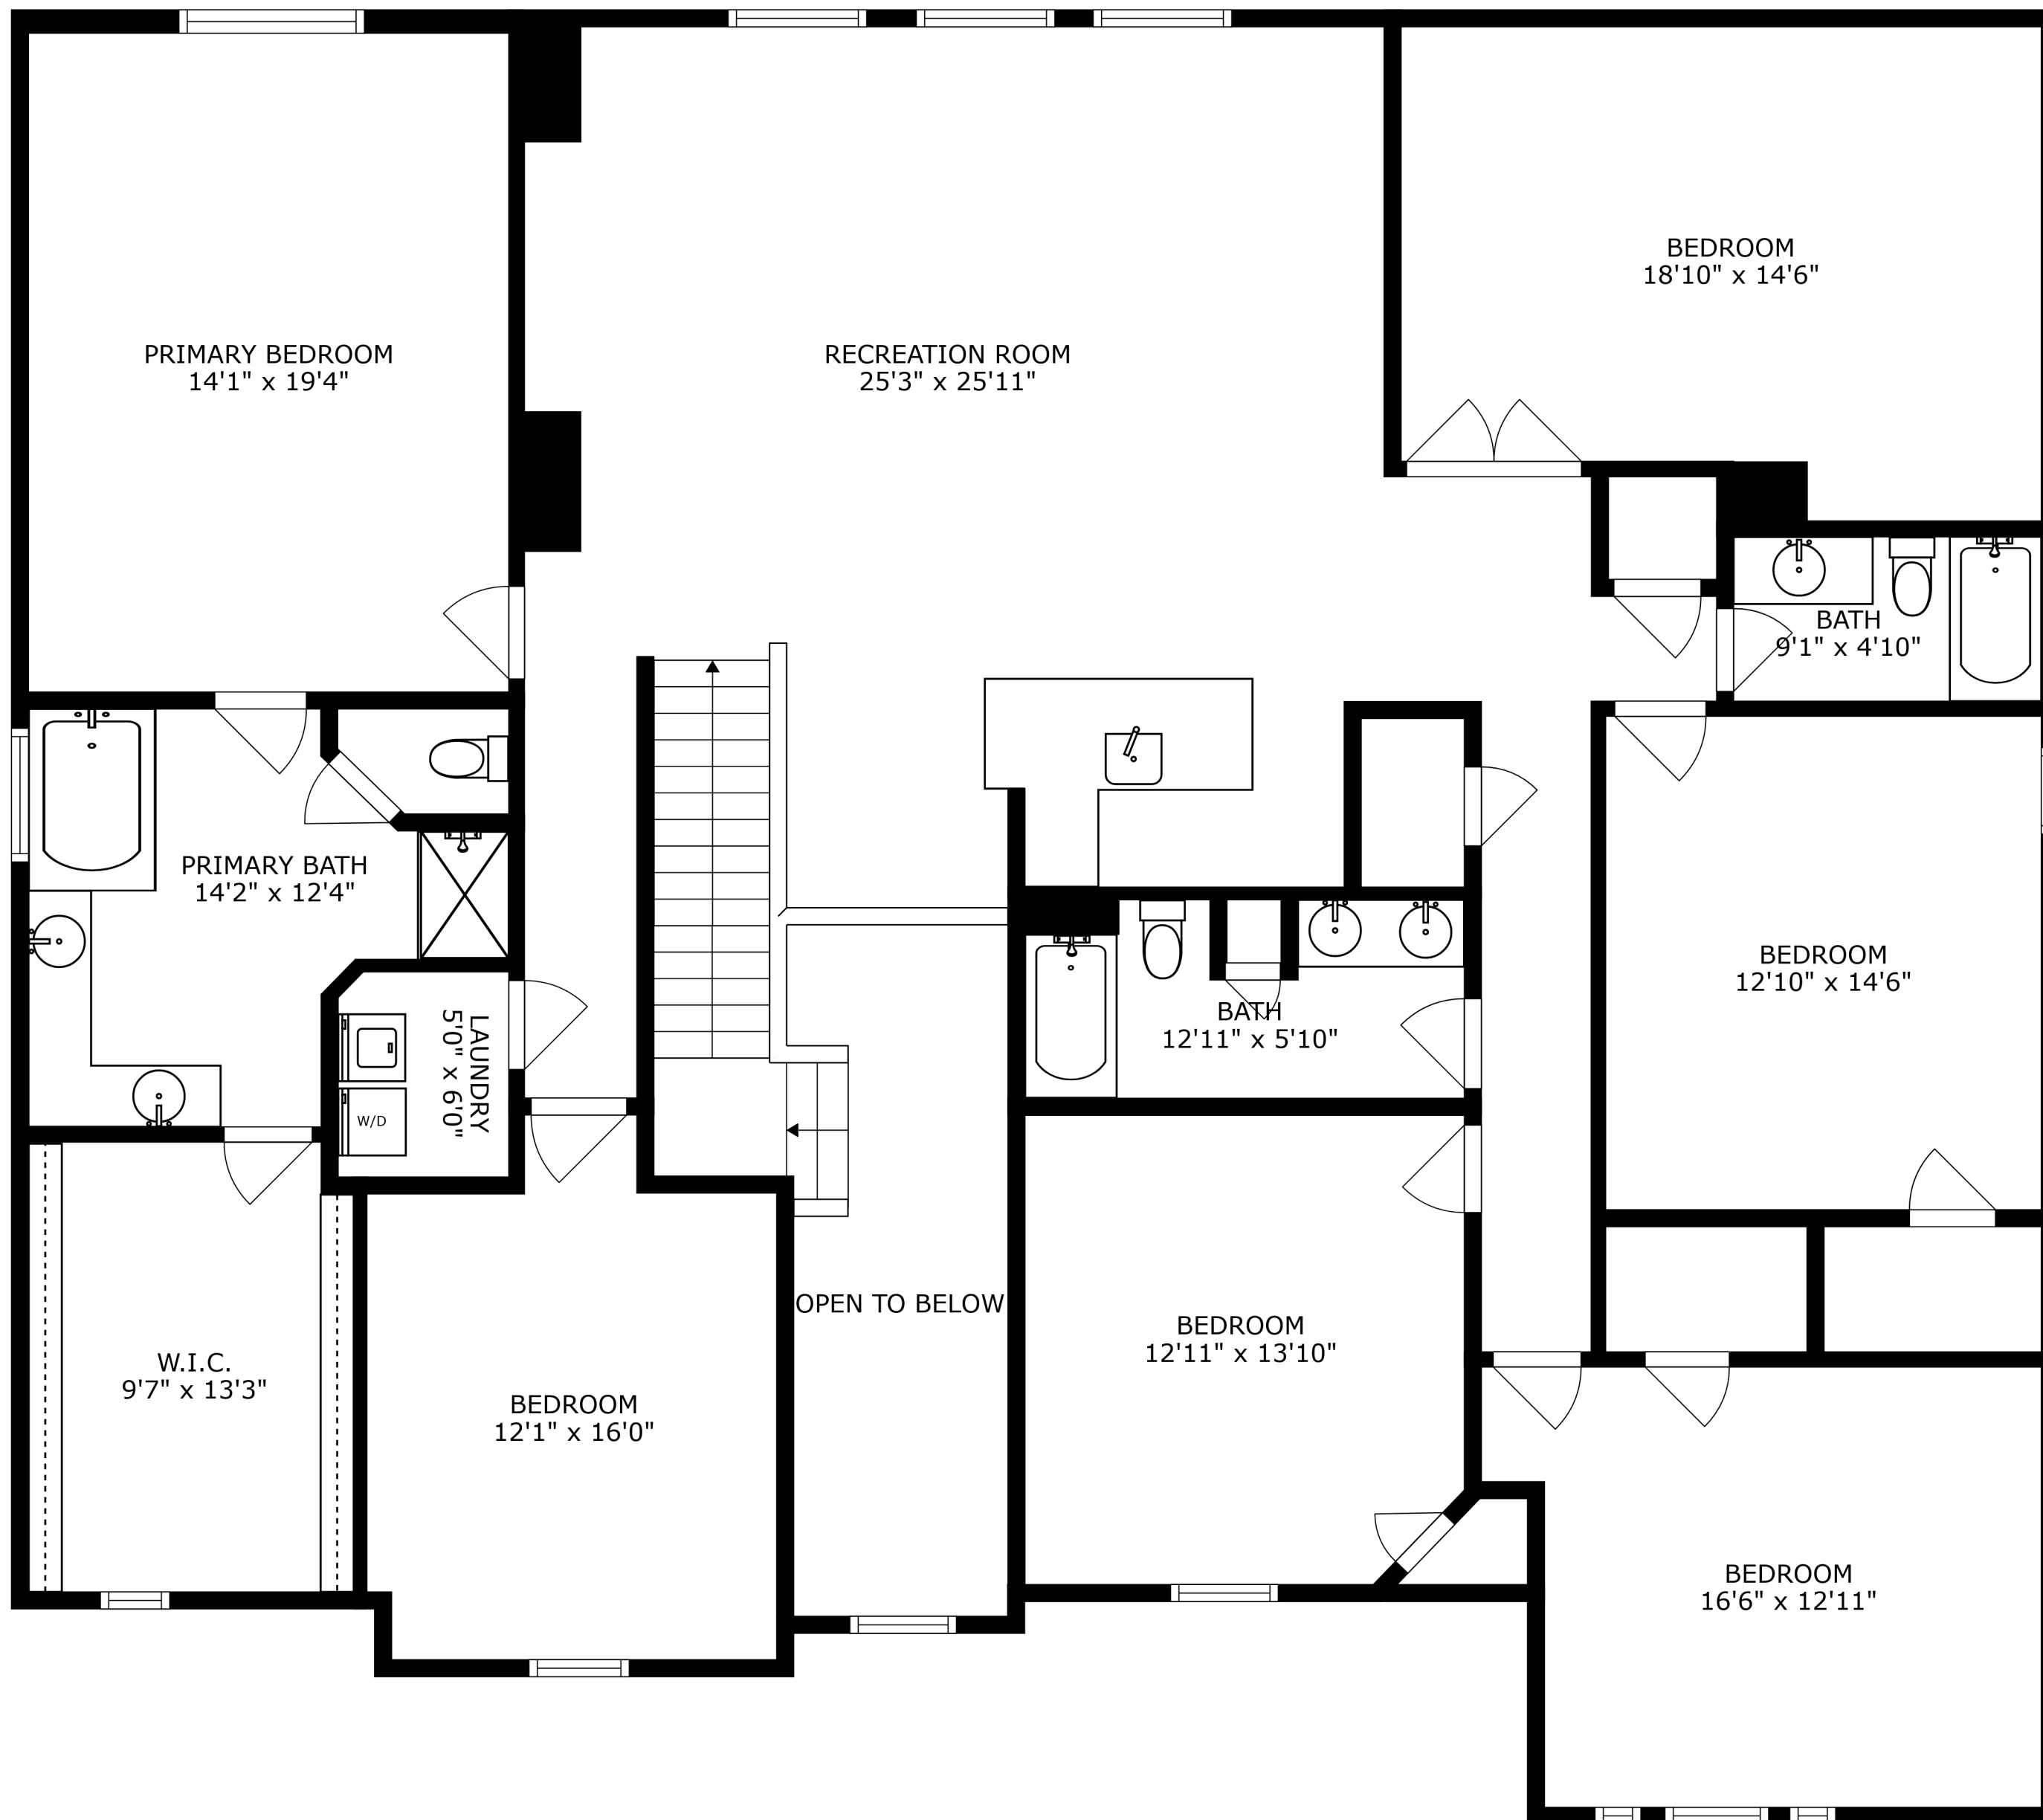 BEDROOM
18'10" x 14'6"
PRIMARY BEDROOM
14'1" x 19'4"
RECREATION ROOM
25'3" x 25'11"
BATH
9'1" x 4'10"
PRIMARY BATH
14'2" x 12'4"
BEDROOM
12'10" x 14'6"
LAUNDRY
5'0" x 6'0"
W/D
BATH
12'11" x 5'10"
OPEN TO BELOW
BEDROOM
12'11" x 13'10"
W.I.C.
9'7" x 13'3"
BEDROOM
12'1" x 16'0"
BEDROOM
16'6" x 12'11"